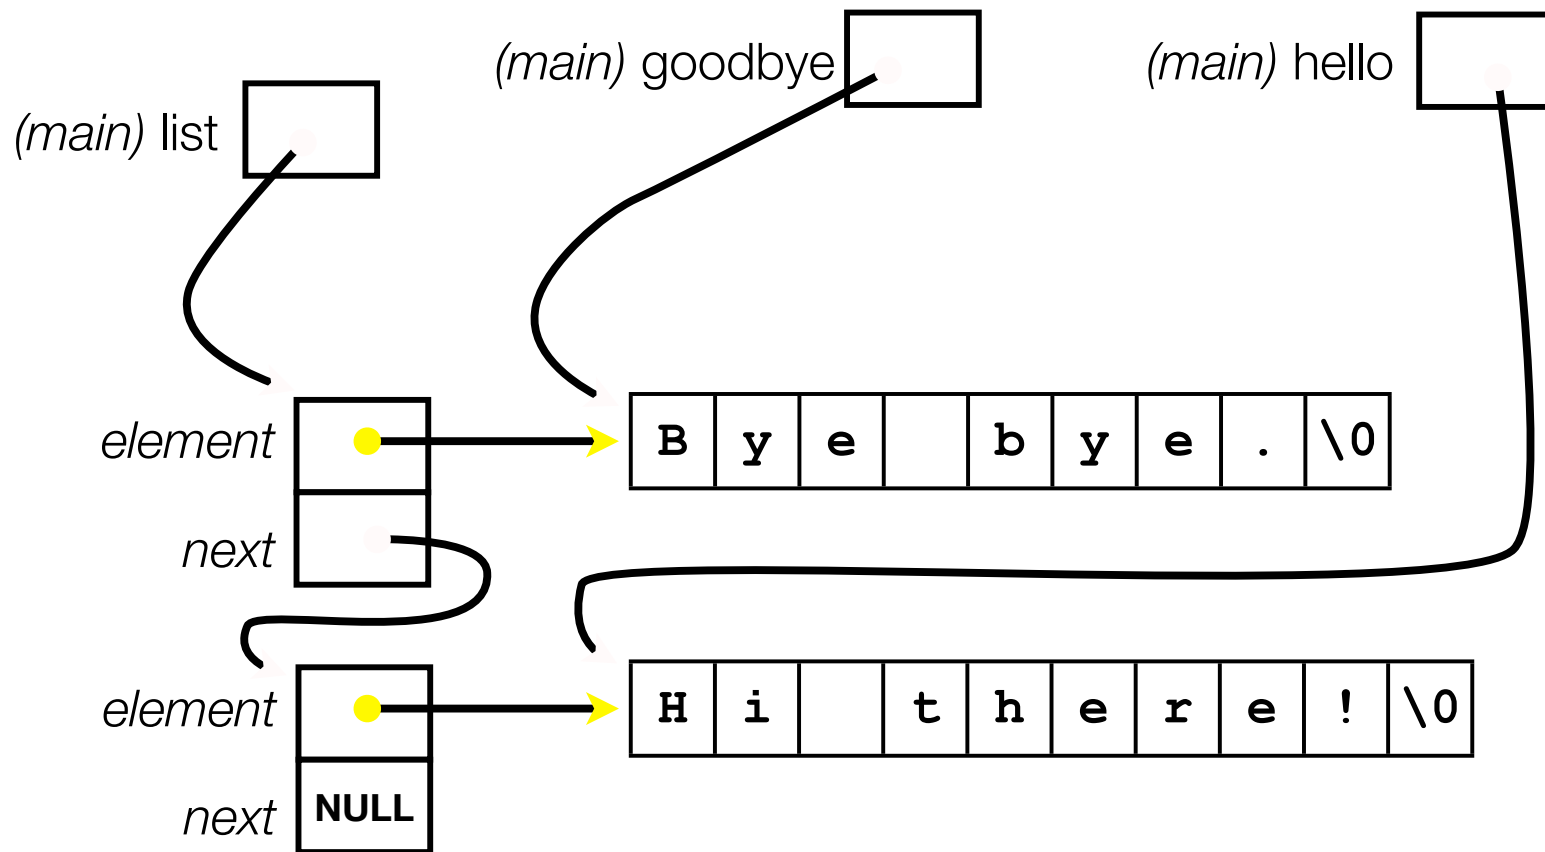 (main) goodbye
(main) hello
(main) list
element
B y e   b y e . \0
next
element
H i   t h e r e ! \0
next
NULL